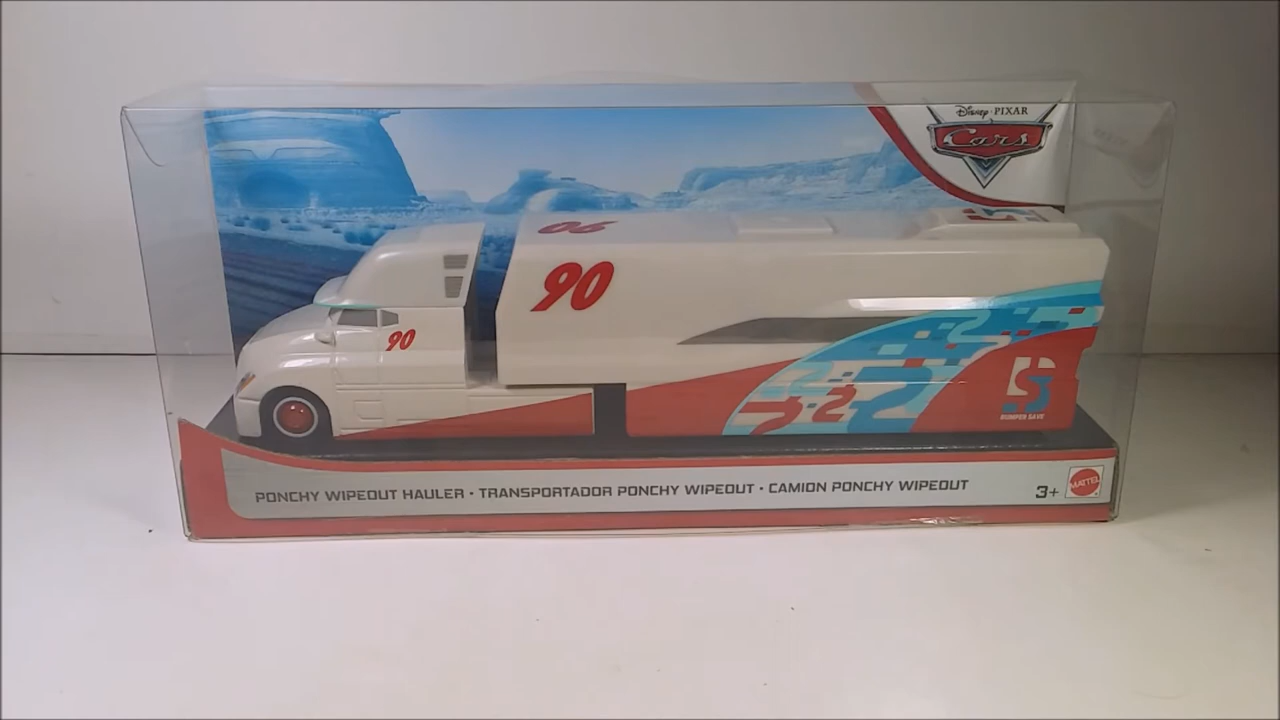 Disney · PIXAR
Cars
90
90
90
BUMPER SAVE
PONCHY WIPEOUT HAULER • TRANSPORTADOR PONCHY WIPEOUT • CAMION PONCHY WIPEOUT
3+
MATTEL